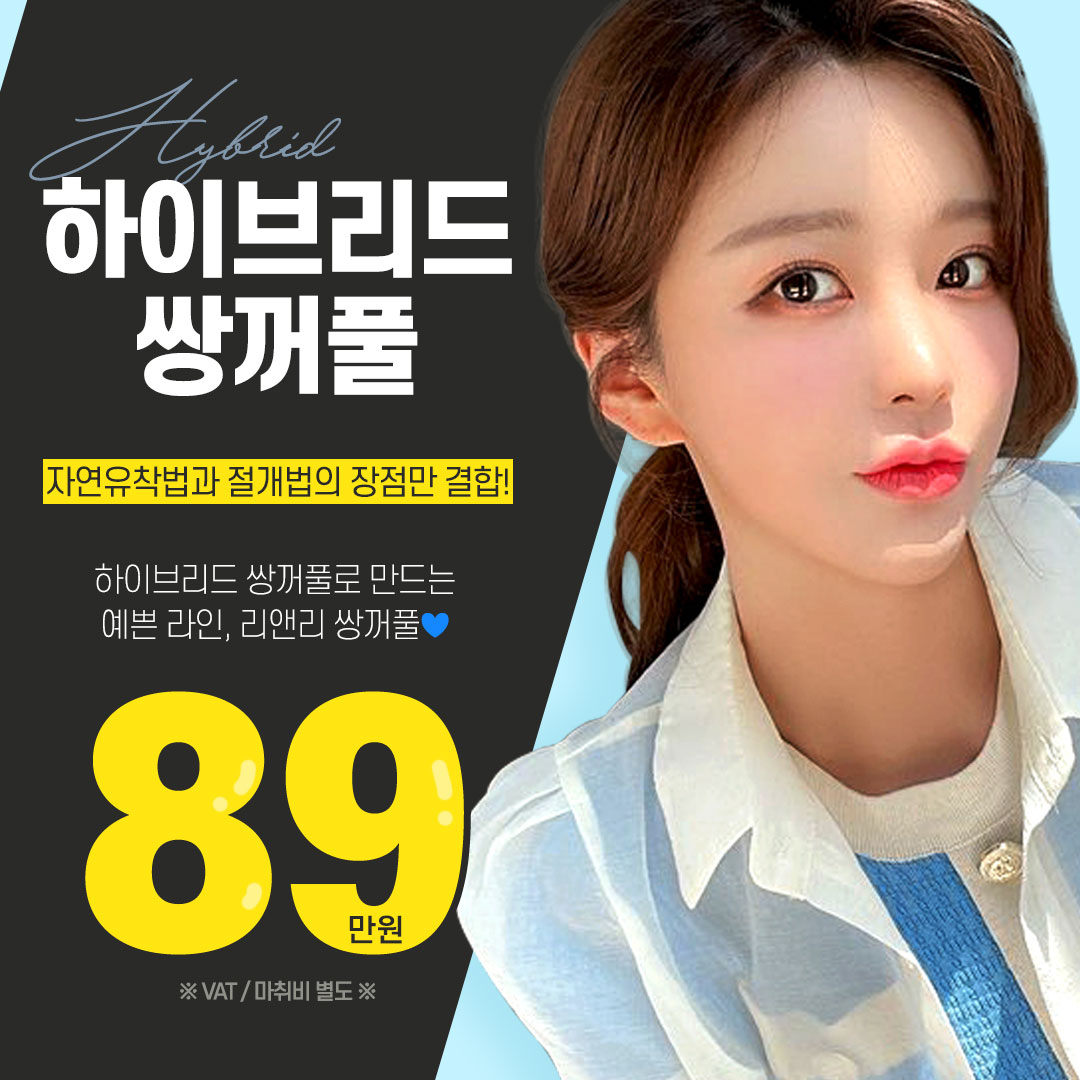 Hybrid
하이브리드
쌍꺼풀
자연유착법과 절개법의 장점만 결합!
하이브리드 쌍꺼풀로 만드는
예쁜 라인, 리앤리 쌍꺼풀💙
89
만원
※ VAT / 마취비 별도 ※